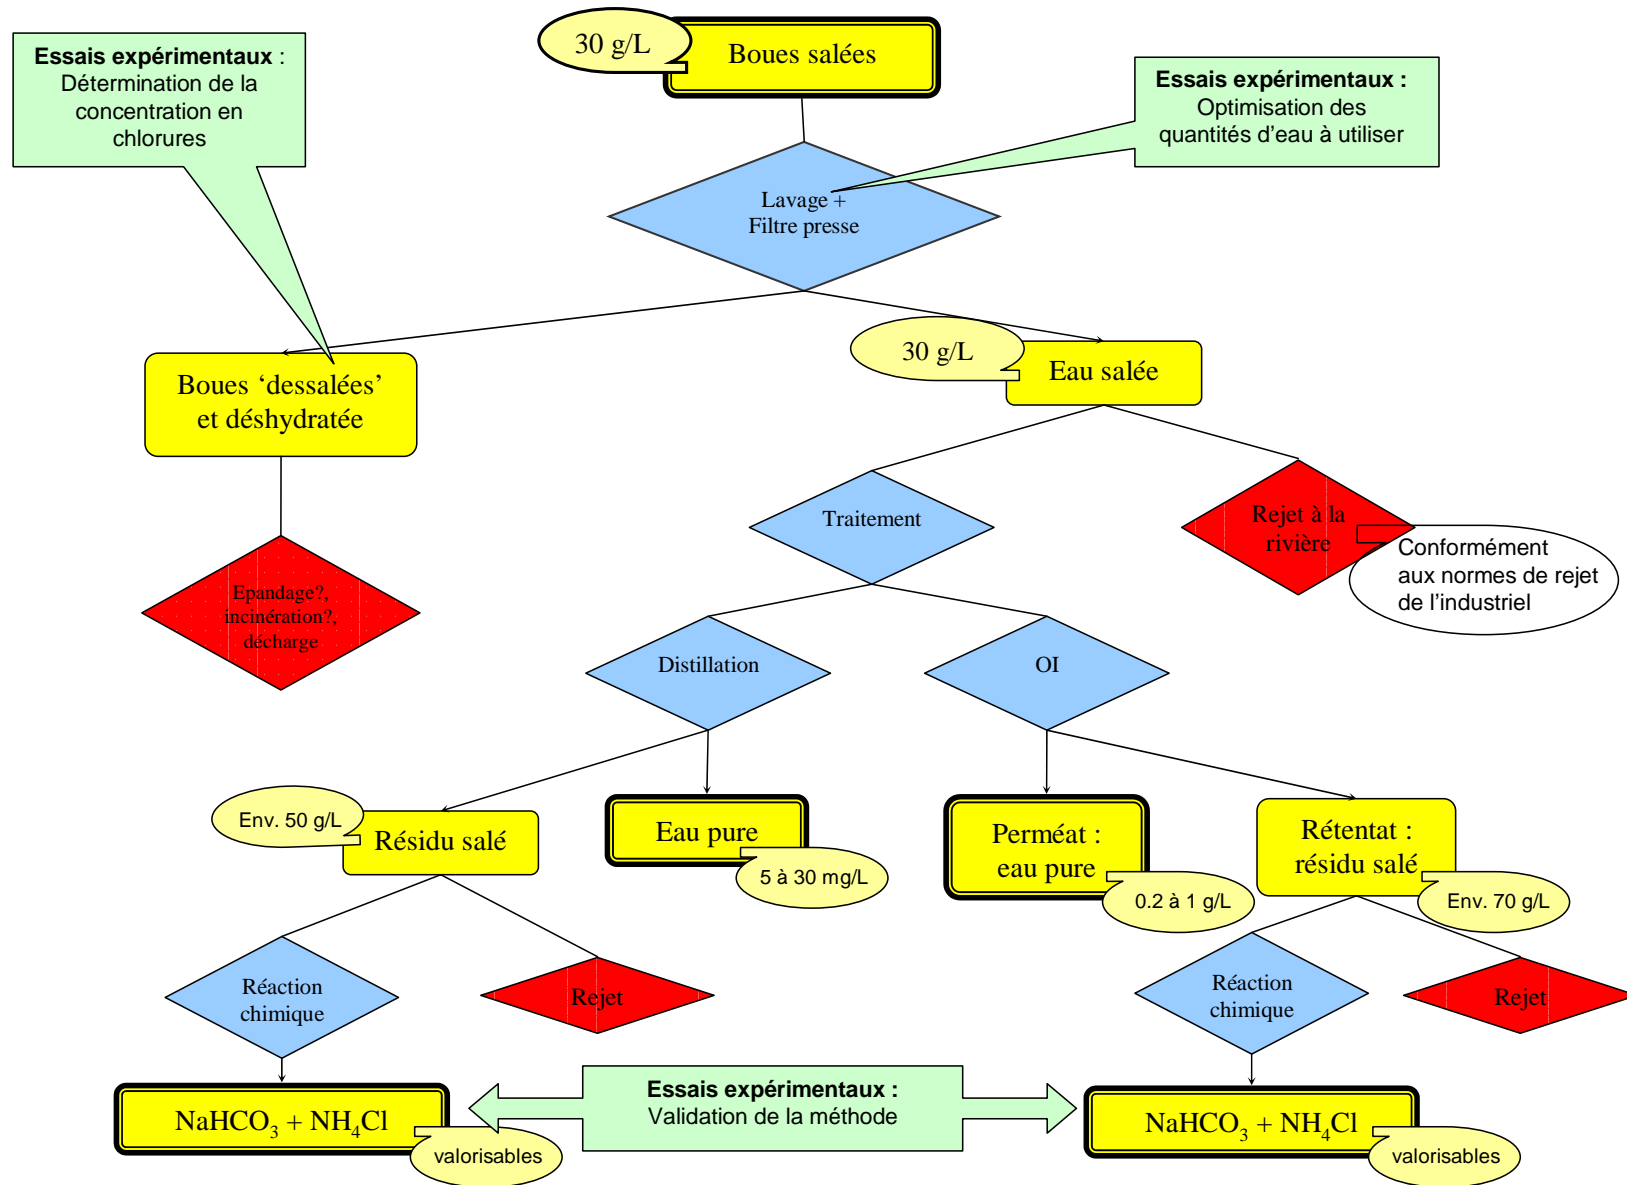 30 g/L
Boues salées
Essais expérimentaux :
Détermination de la
concentration en
chlorures
Essais expérimentaux :
Optimisation des
quantités d’eau à utiliser
Lavage +
Filtre presse
30 g/L
Eau salée
Boues ‘dessalées’
et déshydratée
Traitement
Rejet à la
rivière
Conformément
aux normes de rejet
de l’industriel
Epandage?,
incinération?,
décharge
Distillation
OI
Env. 50 g/L
Résidu salé
Eau pure
5 à 30 mg/L
Perméat :
eau pure
0.2 à 1 g/L
Rétentat :
résidu salé
Env. 70 g/L
Réaction
chimique
Rejet
Réaction
chimique
Rejet
NaHCO₃ + NH₄Cl
valorisables
Essais expérimentaux :
Validation de la méthode
NaHCO₃ + NH₄Cl
valorisables